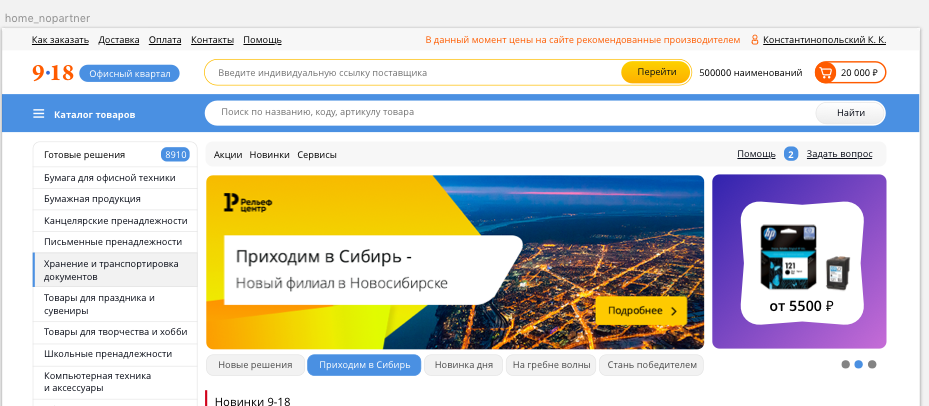 home_nopartner
Как заказать Доставка Оплата Контакты Помощь
В данный момент цены на сайте рекомендованные производителем
Константинопольский К. К.
9·18 Офисный квартал
Введите индивидуальную ссылку поставщика
Перейти
500000 наименований
20 000 ₽
Каталог товаров
Поиск по названию, коду, артикулу товара
Найти
Готовые решения 8910
Бумага для офисной техники
Бумажная продукция
Канцелярские пренадлежности
Письменные пренадлежности
Хранение и транспортировка
документов
Товары для праздника и
сувениры
Товары для творчества и хобби
Школьные пренадлежности
Компьютерная техника
и аксессуары
Акции Новинки Сервисы
Помощь 2 Задать вопрос
Рельеф
центр
Приходим в Сибирь -
Новый филиал в Новосибирске
Подробнее
hp
121
от 5500 ₽
Новые решения Приходим в Сибирь Новинка дня На гребне волны Стань победителем
Новинки 9-18